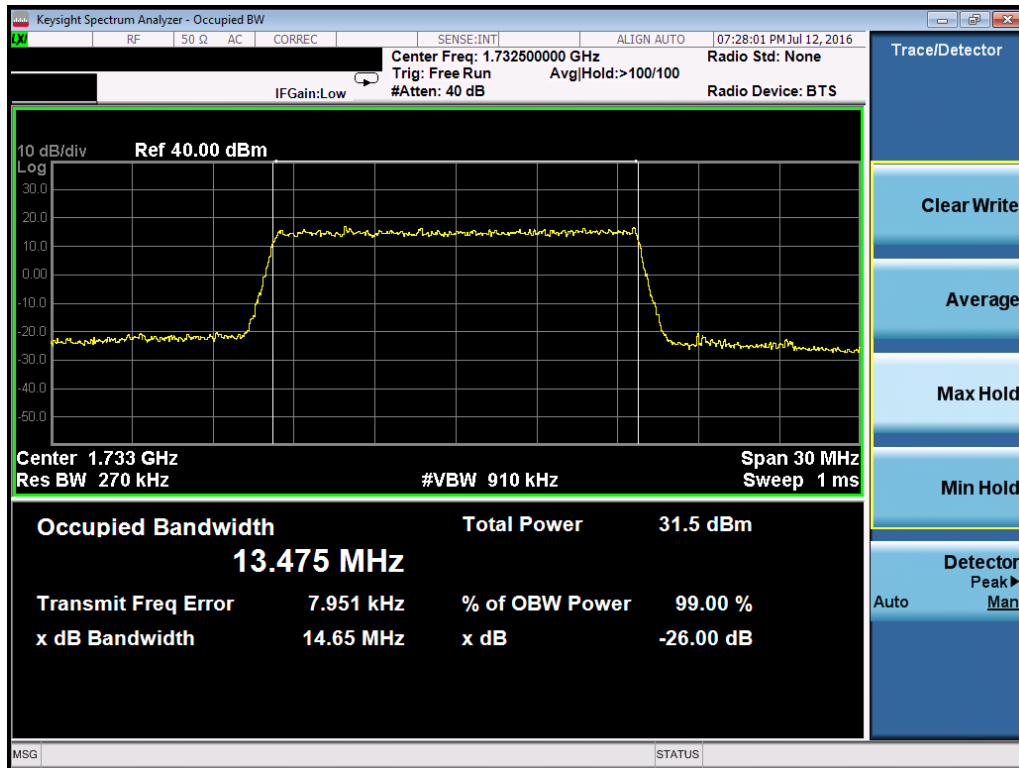 Keysight Spectrum Analyzer - Occupied BW
LXI RF 50 Ω AC CORREC SENSE:INT ALIGN AUTO 07:28:01 PM Jul 12, 2016
Center Freq: 1.732500000 GHz Radio Std: None
Trig: Free Run Avg|Hold:>100/100
IFGain:Low #Atten: 40 dB Radio Device: BTS
Trace/Detector
10 dB/div Ref 40.00 dBm
Log
30.0
20.0
10.0
0.00
-10.0
-20.0
-30.0
-40.0
-50.0
Center 1.733 GHz Span 30 MHz
Res BW 270 kHz #VBW 910 kHz Sweep 1 ms
Occupied Bandwidth Total Power 31.5 dBm
13.475 MHz
Transmit Freq Error 7.951 kHz % of OBW Power 99.00 %
x dB Bandwidth 14.65 MHz x dB -26.00 dB
Clear Write
Average
Max Hold
Min Hold
Detector
Peak▶
Auto Man
MSG STATUS